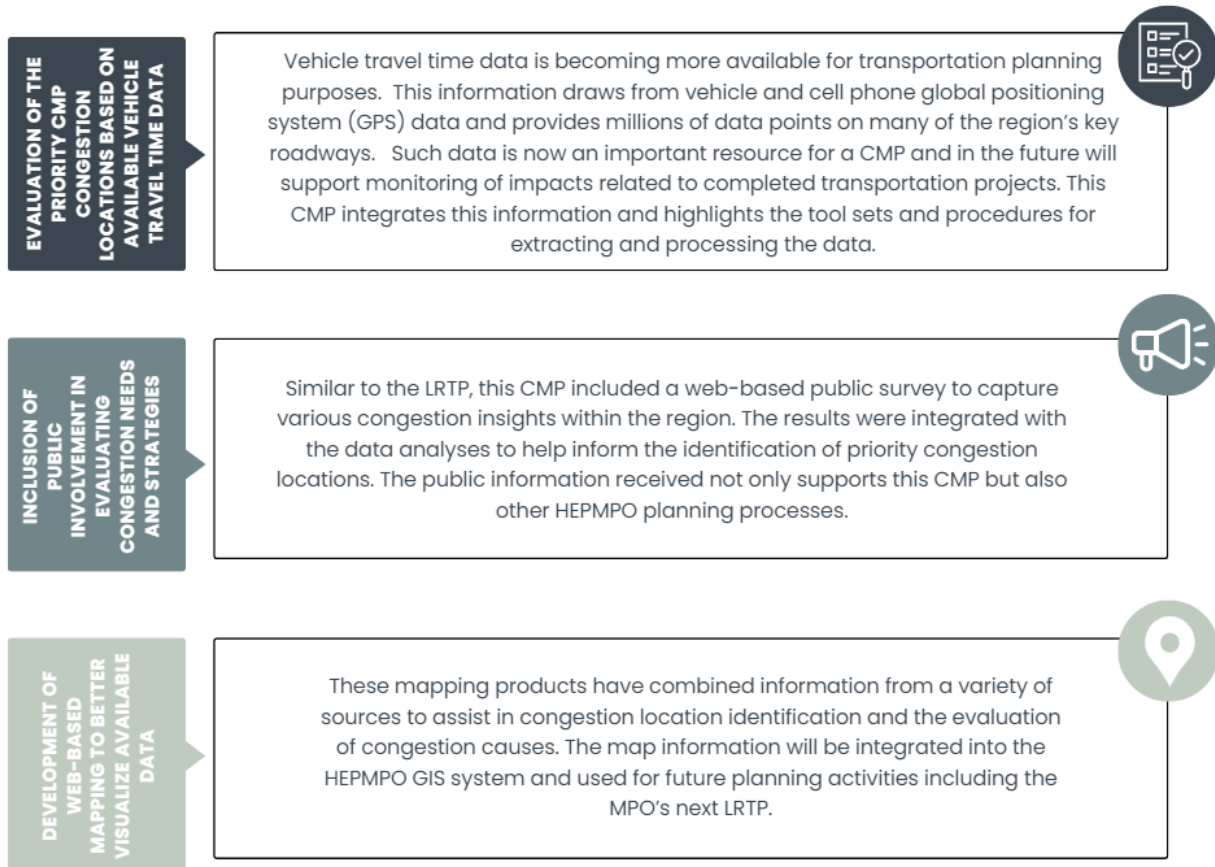 EVALUATION OF THE
PRIORITY CMP
CONGESTION
LOCATIONS BASED ON
AVAILABLE VEHICLE
TRAVEL TIME DATA
Vehicle travel time data is becoming more available for transportation planning
purposes. This information draws from vehicle and cell phone global positioning
system (GPS) data and provides millions of data points on many of the region's key
roadways. Such data is now an important resource for a CMP and in the future will
support monitoring of impacts related to completed transportation projects. This
CMP integrates this information and highlights the tool sets and procedures for
extracting and processing the data.
INCLUSION OF
PUBLIC
INVOLVEMENT IN
EVALUATING
CONGESTION NEEDS
AND STRATEGIES
Similar to the LRTP, this CMP included a web-based public survey to capture
various congestion insights within the region. The results were integrated with
the data analyses to help inform the identification of priority congestion
locations. The public information received not only supports this CMP but also
other HEPMPO planning processes.
DEVELOPMENT OF
WEB-BASED
MAPPING TO BETTER
VISUALIZE AVAILABLE
DATA
These mapping products have combined information from a variety of
sources to assist in congestion location identification and the evaluation
of congestion causes. The map information will be integrated into the
HEPMPO GIS system and used for future planning activities including the
MPO's next LRTP.